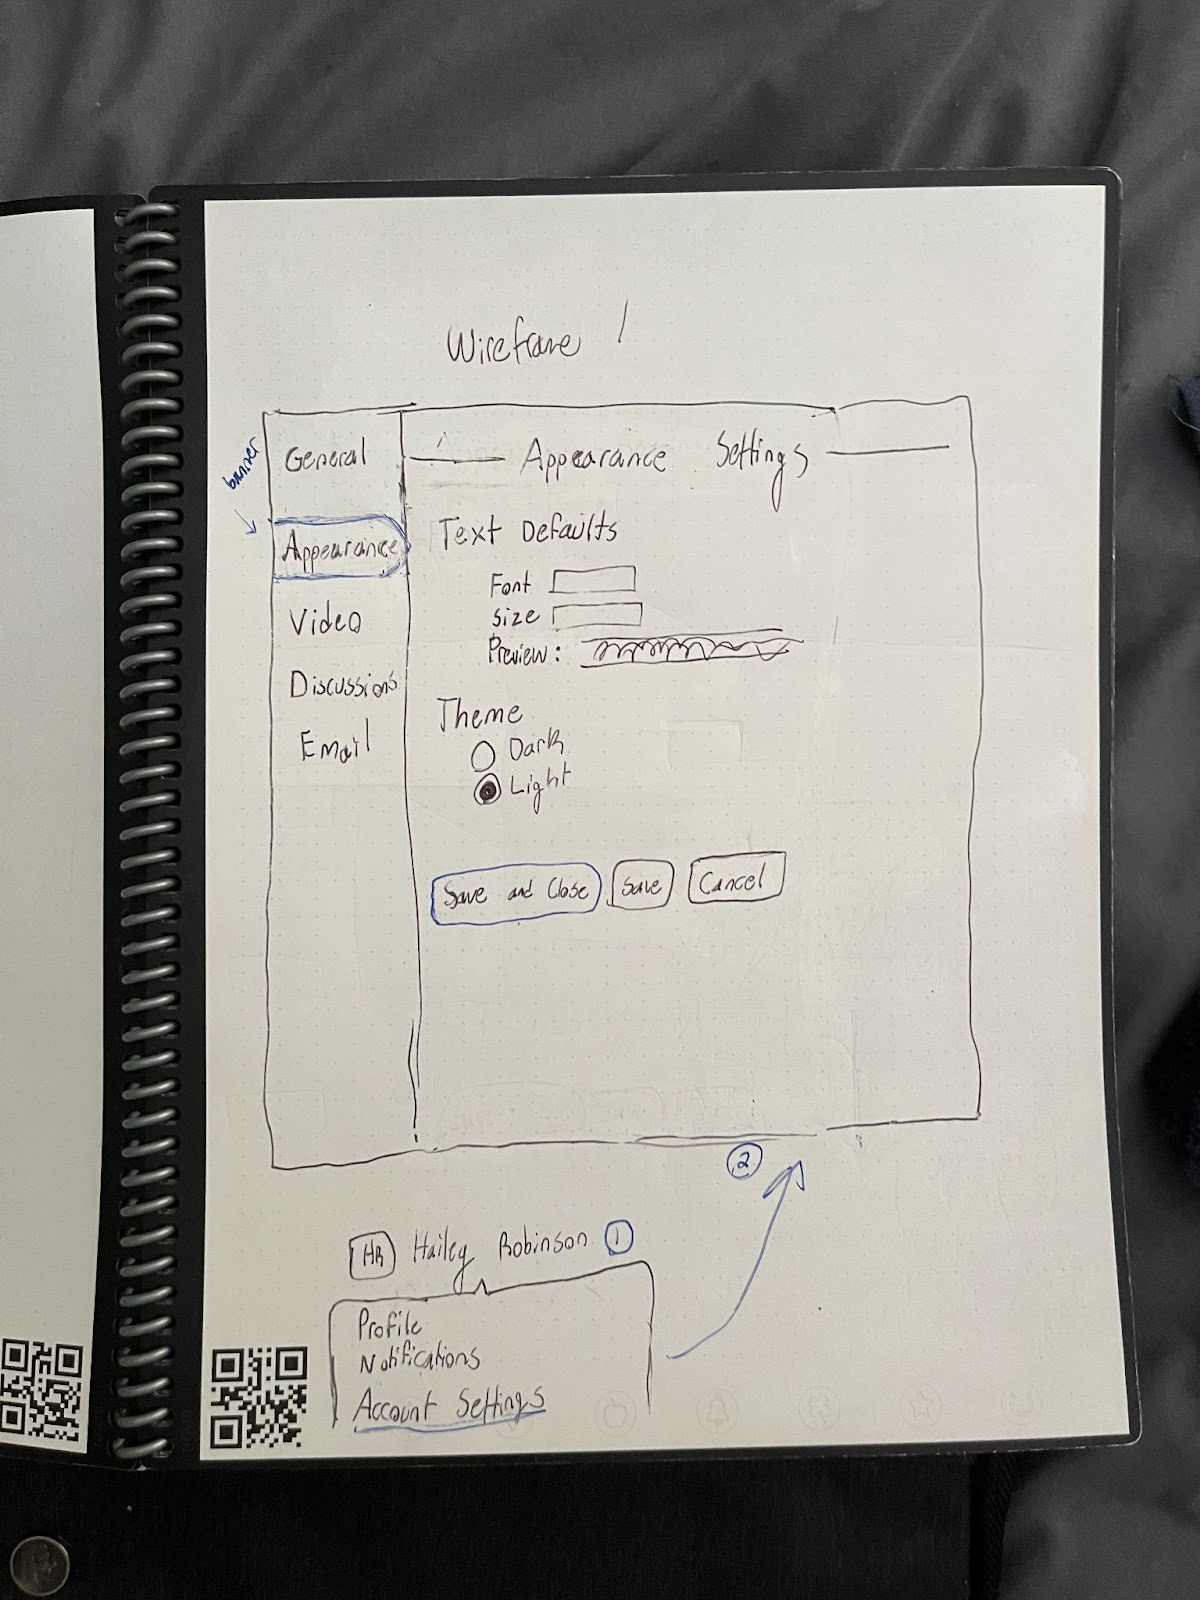 Wireframe 1
banner
General
Appearance
Video
Discussions
Email
Appearance Settings
Text Defaults
Font
Size
Preview:
Theme
Dark
Light
Save and Close
Save
Cancel
2
HR Hailey Robinson 1
Profile
Notifications
Account Settings